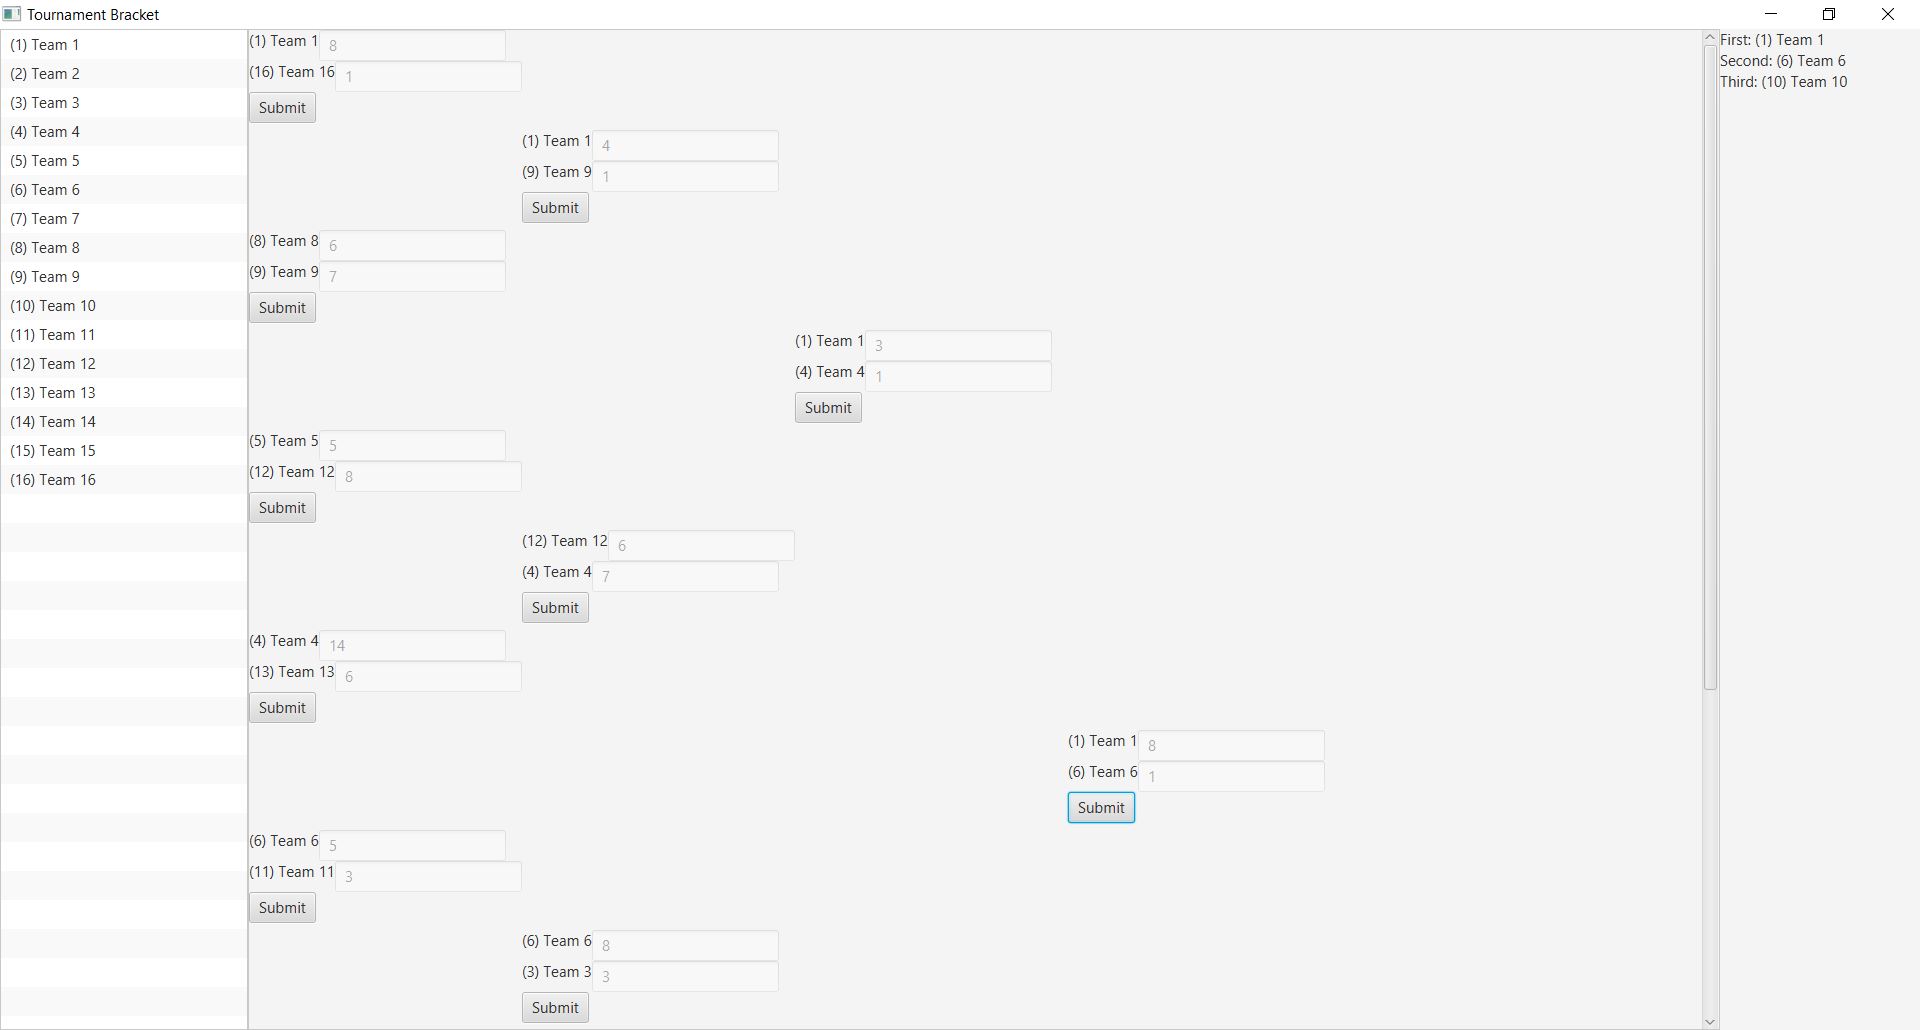 Tournament Bracket
(1) Team 1
(2) Team 2
(3) Team 3
(4) Team 4
(5) Team 5
(6) Team 6
(7) Team 7
(8) Team 8
(9) Team 9
(10) Team 10
(11) Team 11
(12) Team 12
(13) Team 13
(14) Team 14
(15) Team 15
(16) Team 16
(1) Team 1 8
(16) Team 16 1
Submit
(1) Team 1 4
(9) Team 9 1
Submit
(8) Team 8 6
(9) Team 9 7
Submit
(1) Team 1 3
(4) Team 4 1
Submit
(5) Team 5 5
(12) Team 12 8
Submit
(12) Team 12 6
(4) Team 4 7
Submit
(4) Team 4 14
(13) Team 13 6
Submit
(1) Team 1 8
(6) Team 6 1
Submit
(6) Team 6 5
(11) Team 11 3
Submit
(6) Team 6 8
(3) Team 3 3
Submit
First: (1) Team 1
Second: (6) Team 6
Third: (10) Team 10